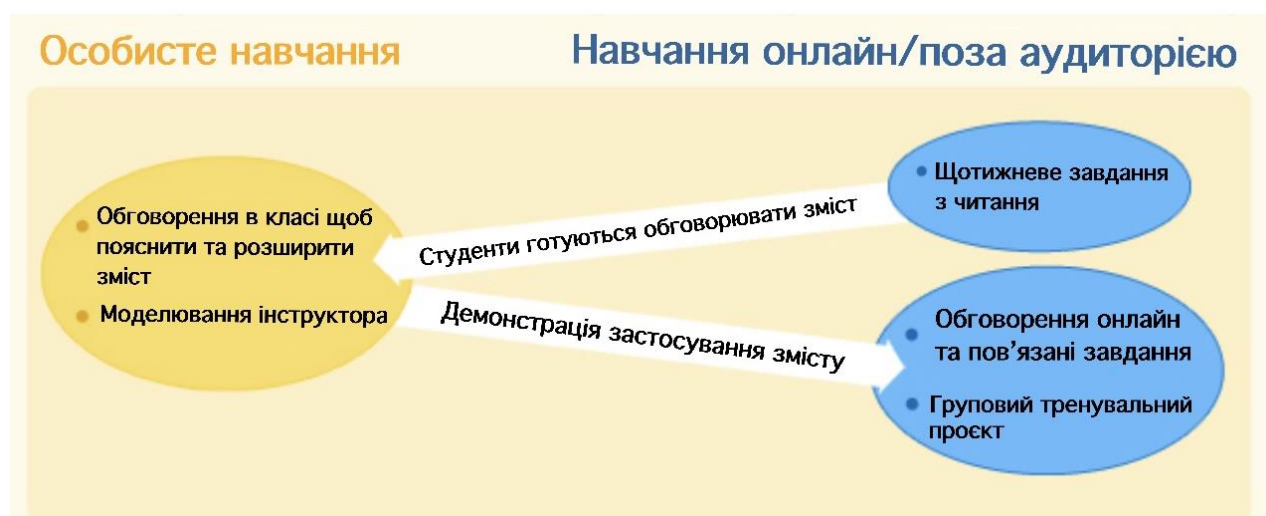 Особисте навчання
Навчання онлайн/поза аудиторією
Обговорення в класі щоб
пояснити та розширити
зміст
Моделювання інструктора
Студенти готуються обговорювати зміст
Демонстрація застосування змісту
Щотижневе завдання
з читання
Обговорення онлайн
та пов’язані завдання
Груповий тренувальний
проєкт